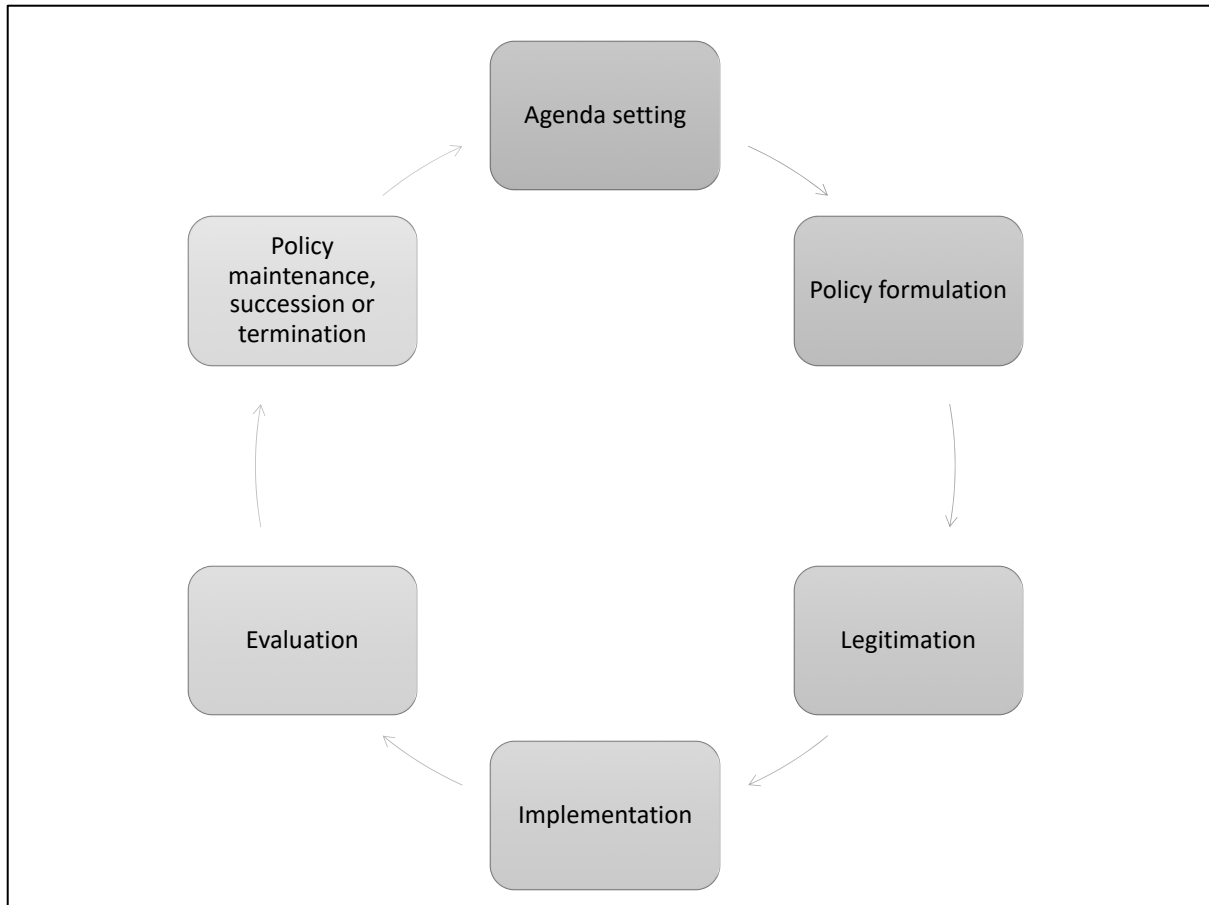 Agenda setting
Policy formulation
Legitimation
Implementation
Evaluation
Policy
maintenance,
succession or
termination